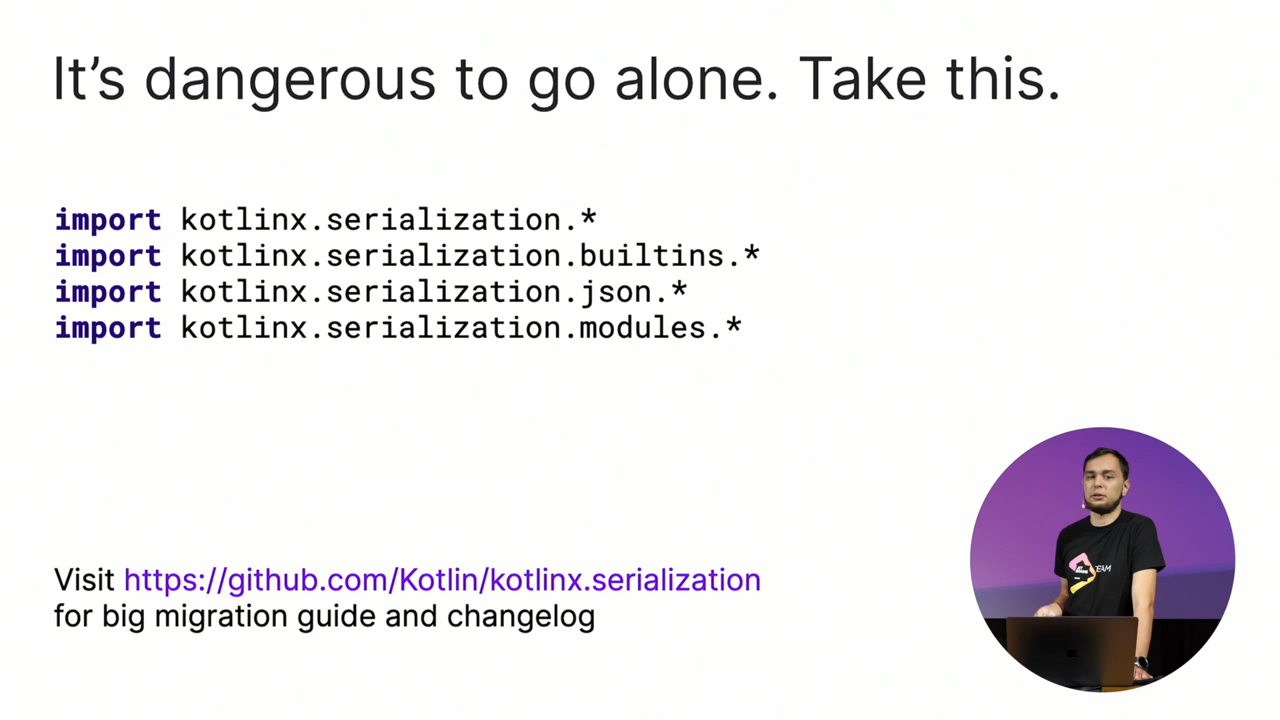 It’s dangerous to go alone. Take this.
import kotlinx.serialization.*
import kotlinx.serialization.builtins.*
import kotlinx.serialization.json.*
import kotlinx.serialization.modules.*
Visit https://github.com/Kotlin/kotlinx.serialization
for big migration guide and changelog